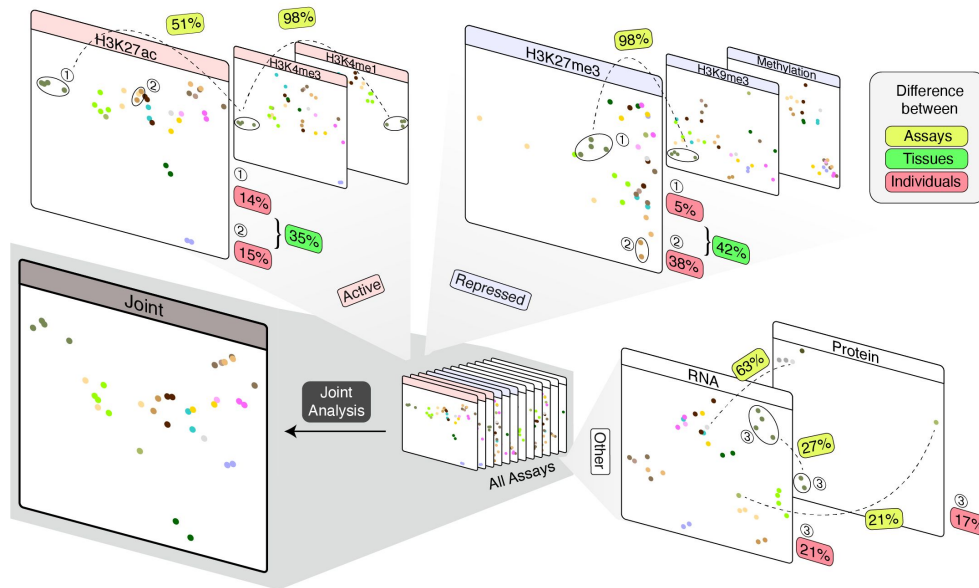 51%
98%
H3K27ac
H3K4me3
H3K4me1
①
②
①
14%
②
15%
35%
98%
H3K27me3
H3K9me3
Methylation
①
②
①
5%
②
38%
42%
Difference
between
Assays
Tissues
Individuals
Active
Repressed
Joint
Joint
Analysis
All Assays
Other
RNA
Protein
63%
③
27%
③
21%
③
21%
③
17%